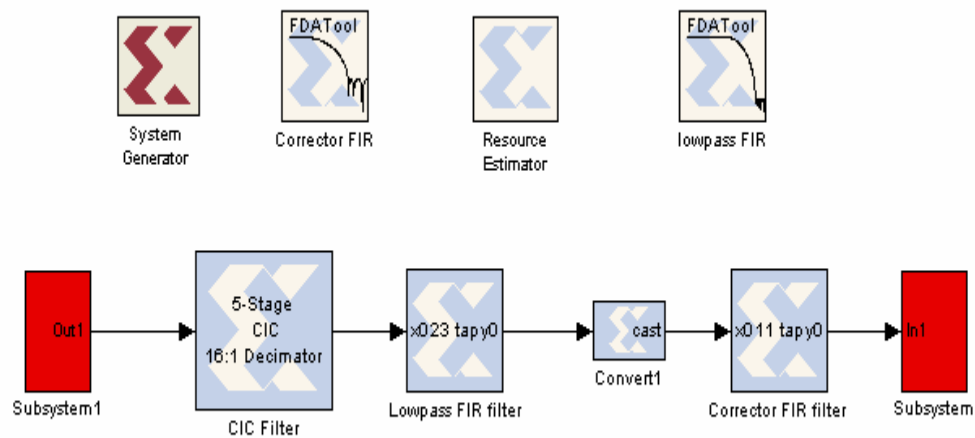 FDATool
FDATool
System
Generator
Corrector FIR
Resource
Estimator
lowpass FIR
Out1
5-Stage
CIC
16:1 Decimator
x023 tapy0
cast
x011 tapy0
In1
Subsystem1
CIC Filter
Lowpass FIR filter
Convert1
Corrector FIR filter
Subsystem